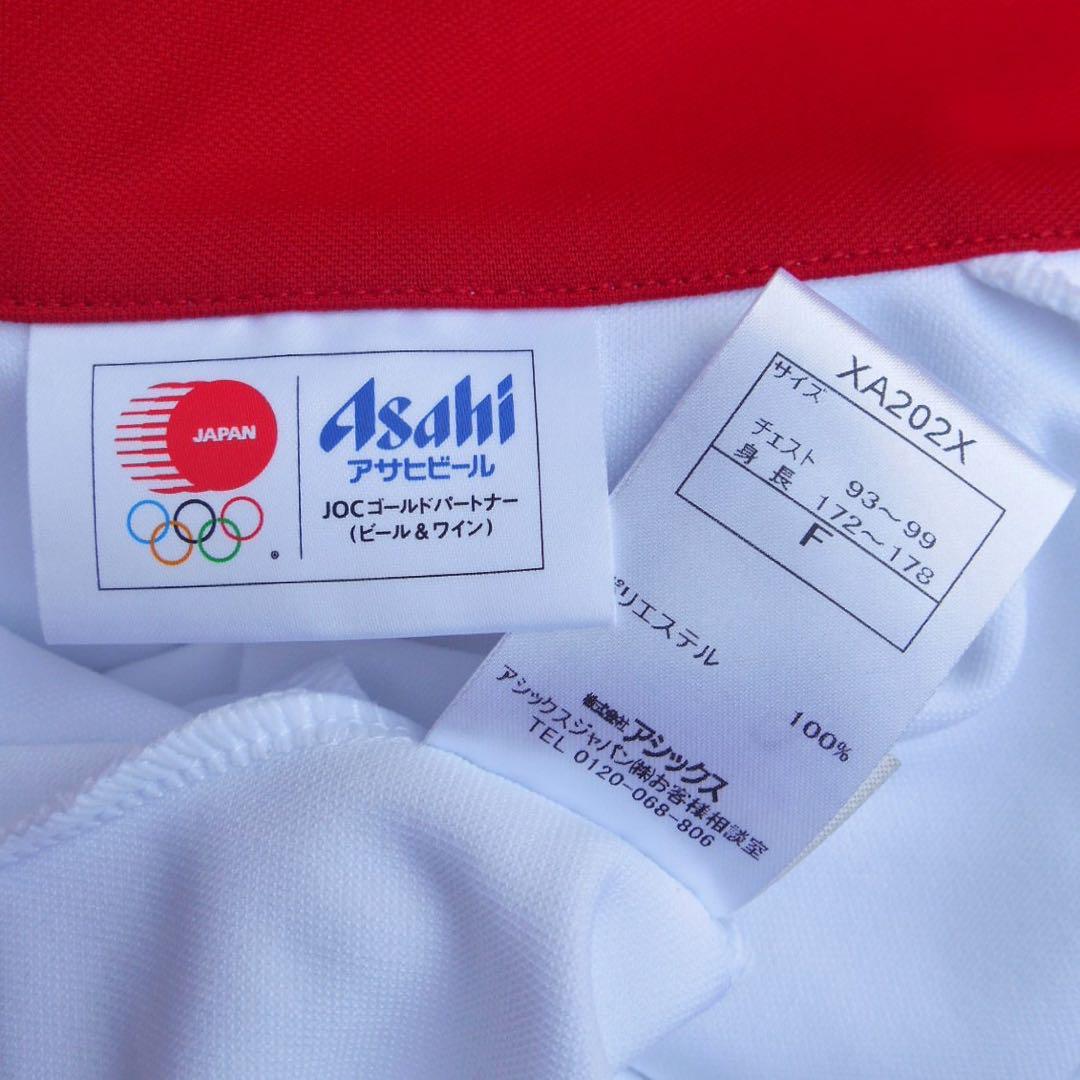 JAPAN
Asahi
アサヒビール
JOCゴールドパートナー
(ビール&ワイン)
®
XA202X
サイズ
チェスト 93～99
身長 172～178
F
ポリエステル 100%
株式会社アシックス
アシックスジャパン(株)お客様相談室
TEL 0120-068-806